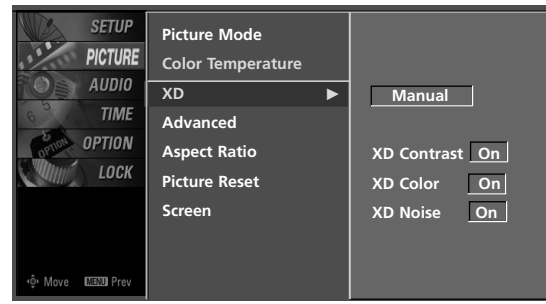 SETUP
PICTURE
AUDIO
TIME
OPTION
LOCK
Move MENU Prev
Picture Mode
Color Temperature
XD ▶
Advanced
Aspect Ratio
Picture Reset
Screen
Manual
XD Contrast On
XD Color On
XD Noise On